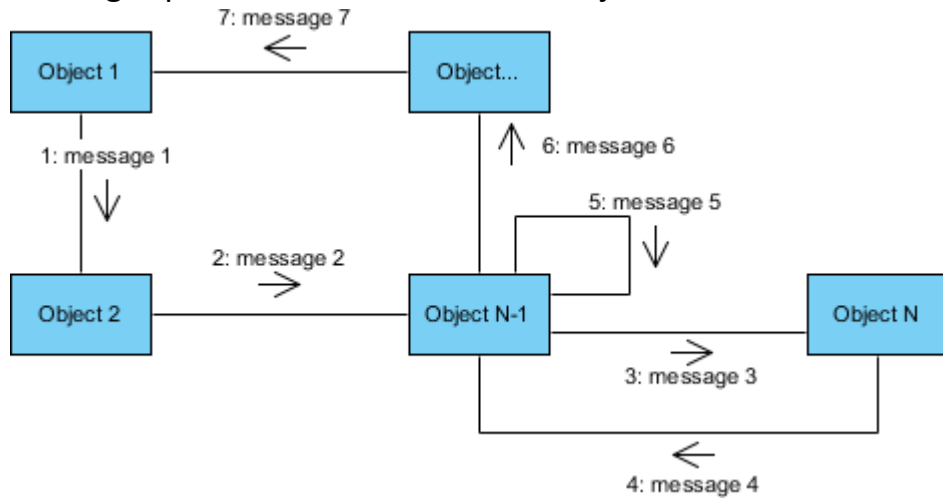 7: message 7
Object 1
Object...
1: message 1
6: message 6
5: message 5
2: message 2
Object 2
Object N-1
Object N
3: message 3
4: message 4